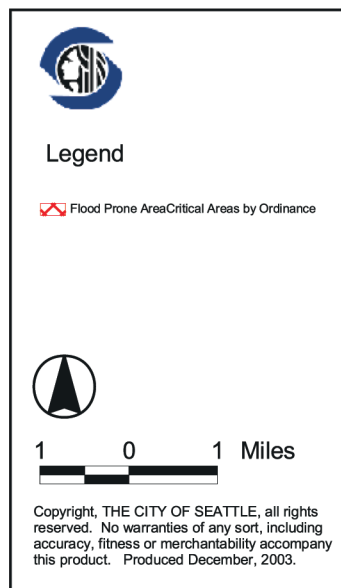 Legend
Flood Prone AreaCritical Areas by Ordinance
1 0 1 Miles
Copyright, THE CITY OF SEATTLE, all rights
reserved. No warranties of any sort, including
accuracy, fitness or merchantability accompany
this product. Produced December, 2003.